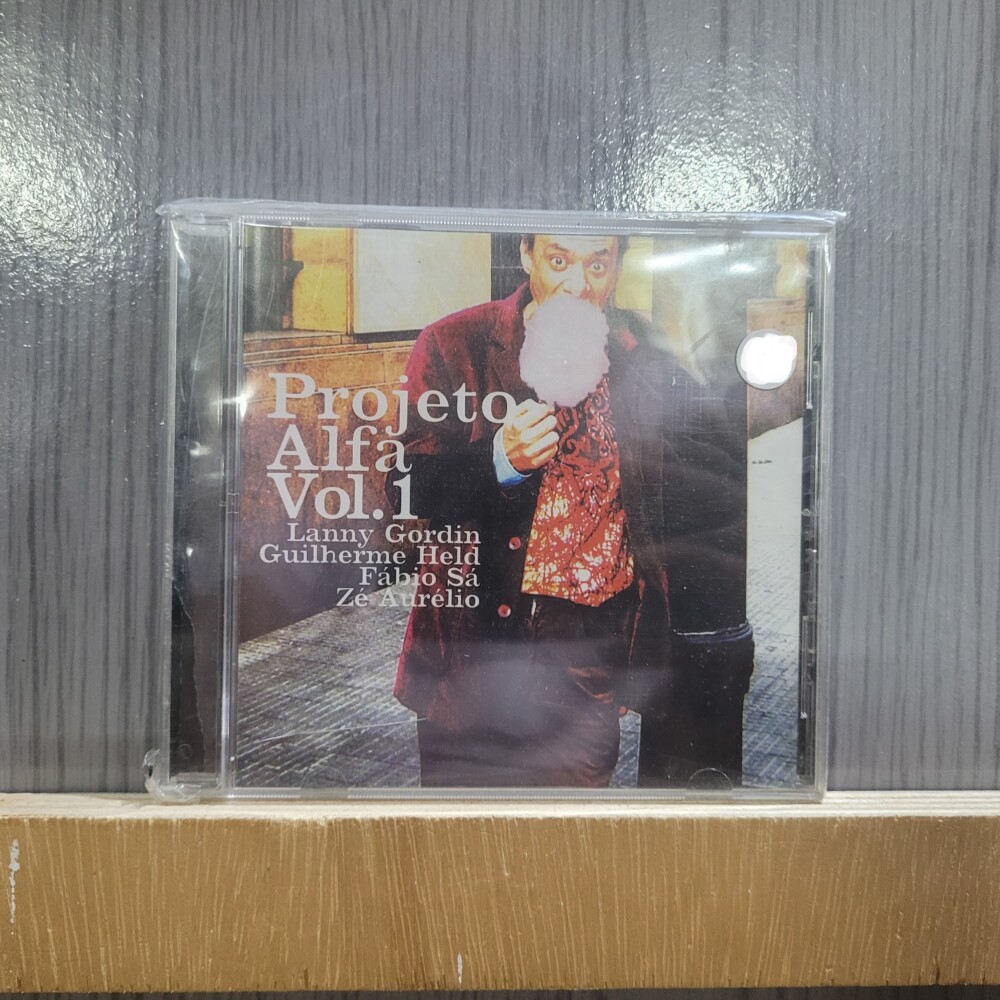 Projeto
Alfa
Vol.1
Lanny Gordin
Guilherme Held
Fábio Sá
Zé Aurélio